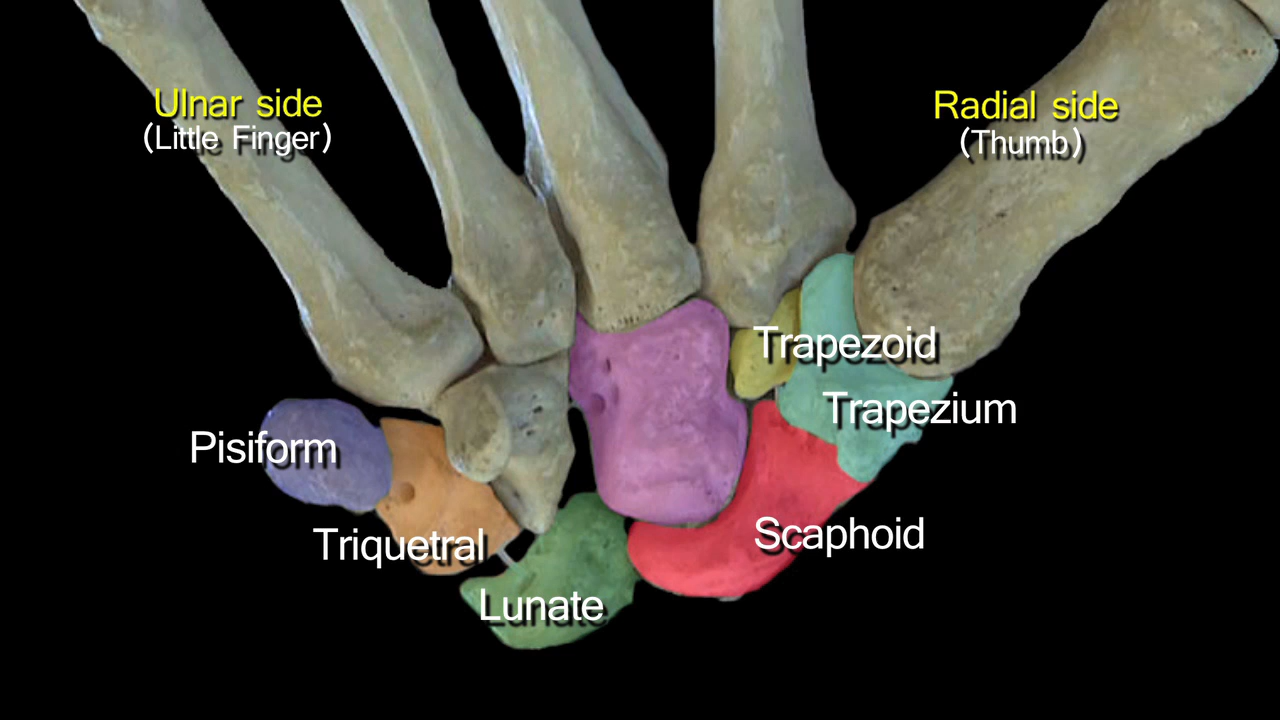 Ulnar side
(Little Finger)
Radial side
(Thumb)
Trapezoid
Trapezium
Pisiform
Scaphoid
Triquetral
Lunate